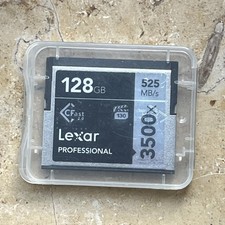 128GB
525
MB/s
CFast
2.0
130
Lexar
PROFESSIONAL
3500x